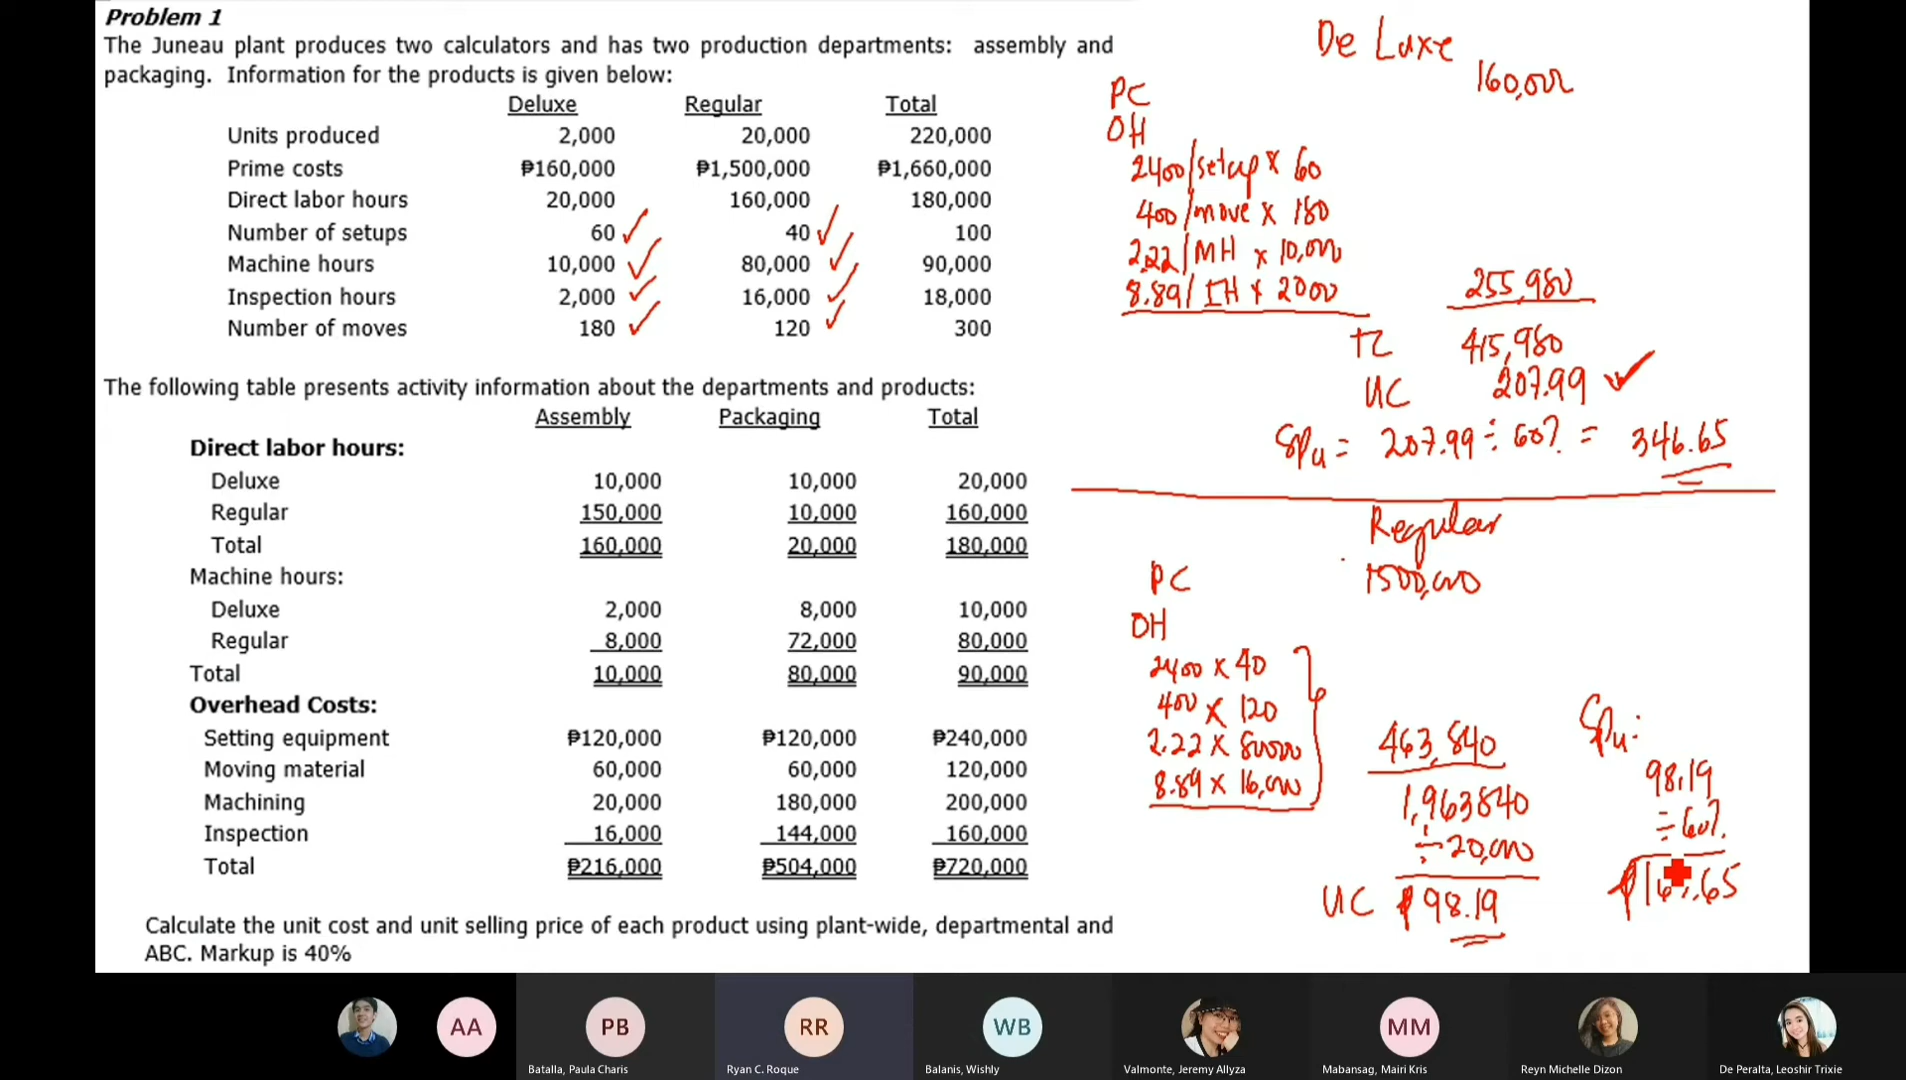 Problem 1
The Juneau plant produces two calculators and has two production departments: assembly and
packaging. Information for the products is given below:
Deluxe Regular Total
Units produced 2,000 20,000 220,000
Prime costs ₱160,000 ₱1,500,000 ₱1,660,000
Direct labor hours 20,000 160,000 180,000
Number of setups 60 40 100
Machine hours 10,000 80,000 90,000
Inspection hours 2,000 16,000 18,000
Number of moves 180 120 300
The following table presents activity information about the departments and products:
Assembly Packaging Total
Direct labor hours:
Deluxe 10,000 10,000 20,000
Regular 150,000 10,000 160,000
Total 160,000 20,000 180,000
Machine hours:
Deluxe 2,000 8,000 10,000
Regular 8,000 72,000 80,000
Total 10,000 80,000 90,000
Overhead Costs:
Setting equipment ₱120,000 ₱120,000 ₱240,000
Moving material 60,000 60,000 120,000
Machining 20,000 180,000 200,000
Inspection 16,000 144,000 160,000
Total ₱216,000 ₱504,000 ₱720,000
Calculate the unit cost and unit selling price of each product using plant-wide, departmental and
ABC. Markup is 40%
De Luxe
PC 160,000
OH
2400/setup x 60
400/move x 180
2.22/MH x 10,000
8.89/IH x 2000 255,980
TC 415,980
UC 207.99
SPu = 207.99 ÷ 60% = 346.65
Regular
PC 1500,000
OH
2400 x 40
400 x 120
2.22 x 80000
8.89 x 16,000 463,840
1,963840
÷ 20,000
UC ₱98.19
SPu:
98.19
÷ 60%
AA
PB
RR
WB
MM
Batalla, Paula Charis
Ryan C. Roque
Balanis, Wishly
Valmonte, Jeremy Allyza
Mabansag, Mairi Kris
Reyn Michelle Dizon
De Peralta, Leoshir Trixie